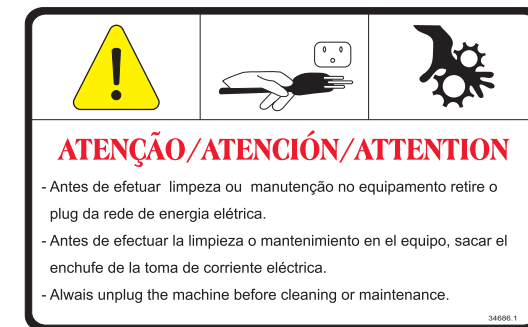 ATENÇÃO/ATENCIÓN/ATTENTION
- Antes de efetuar limpeza ou manutenção no equipamento retire o
plug da rede de energia elétrica.
- Antes de efectuar la limpieza o mantenimiento en el equipo, sacar el
enchufe de la toma de corriente eléctrica.
- Alwais unplug the machine before cleaning or maintenance.
34686.1